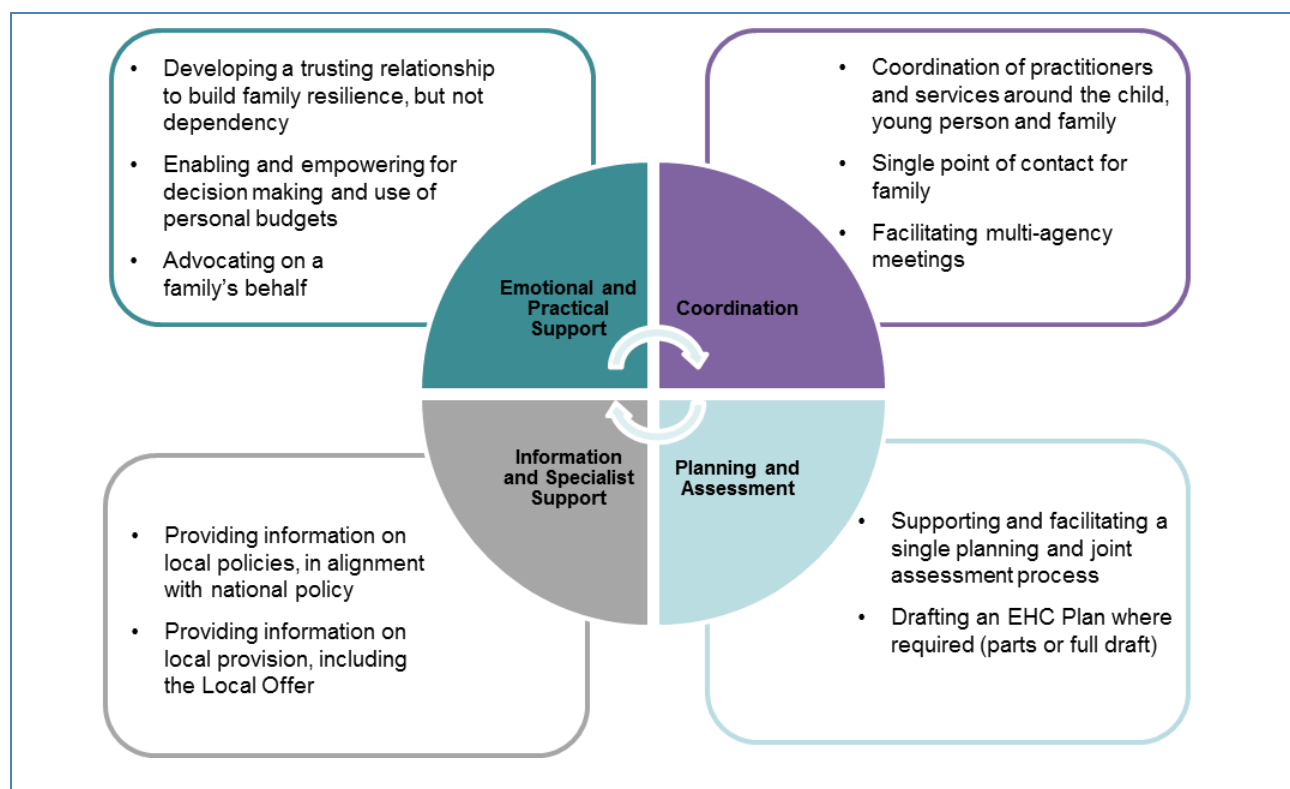 • Developing a trusting relationship
to build family resilience, but not
dependency
• Enabling and empowering for
decision making and use of
personal budgets
• Advocating on a
family's behalf
• Coordination of practitioners
and services around the child,
young person and family
• Single point of contact for
family
• Facilitating multi-agency
meetings
Emotional and
Practical
Support
Coordination
Information
and Specialist
Support
Planning and
Assessment
• Providing information on
local policies, in alignment
with national policy
• Providing information on
local provision, including
the Local Offer
• Supporting and facilitating a
single planning and joint
assessment process
• Drafting an EHC Plan where
required (parts or full draft)